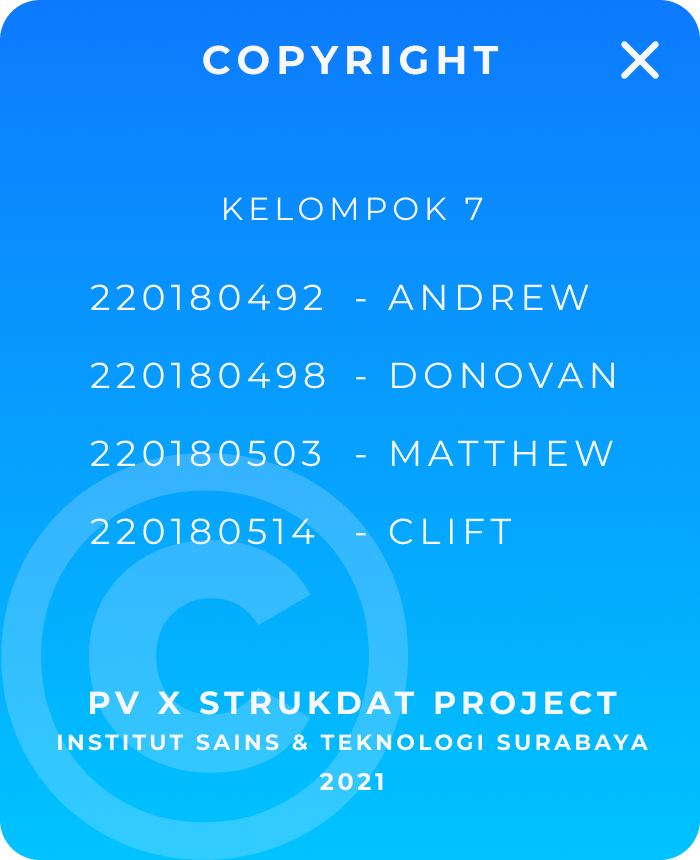 COPYRIGHT
KELOMPOK 7
220180492 - ANDREW
220180498 - DONOVAN
220180503 - MATTHEW
220180514 - CLIFT
PV X STRUKDAT PROJECT
INSTITUT SAINS & TEKNOLOGI SURABAYA
2021